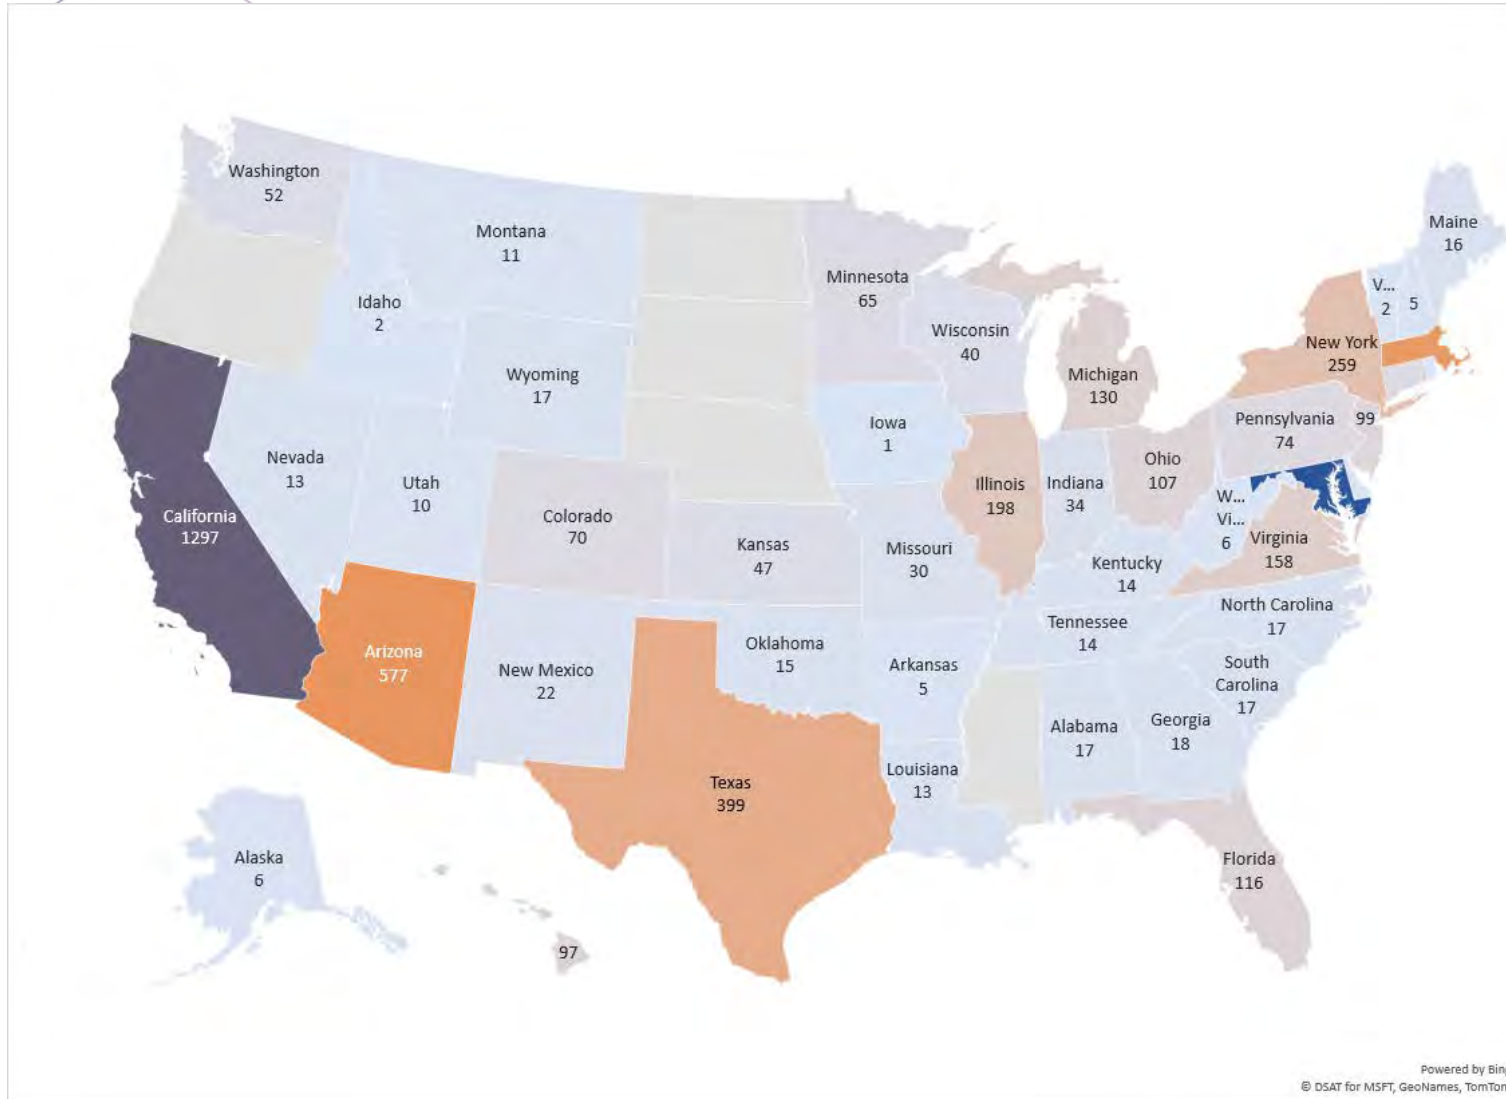 Washington
52
Montana
11
Idaho
2
Wyoming
17
Nevada
13
Utah
10
California
1297
Colorado
70
Arizona
577
New Mexico
22
Kansas
47
Oklahoma
15
Texas
399
Minnesota
65
Wisconsin
40
Iowa
1
Illinois
198
Missouri
30
Arkansas
5
Louisiana
13
Michigan
130
Indiana
34
Ohio
107
Kentucky
14
Tennessee
14
Alabama
17
Georgia
18
Florida
116
South
Carolina
17
North Carolina
17
Virginia
158
W...
Vi...
6
Pennsylvania
74
99
New York
259
V...
2
5
Maine
16
Alaska
6
97
Powered by Bing
© DSAT for MSFT, GeoNames, TomTom